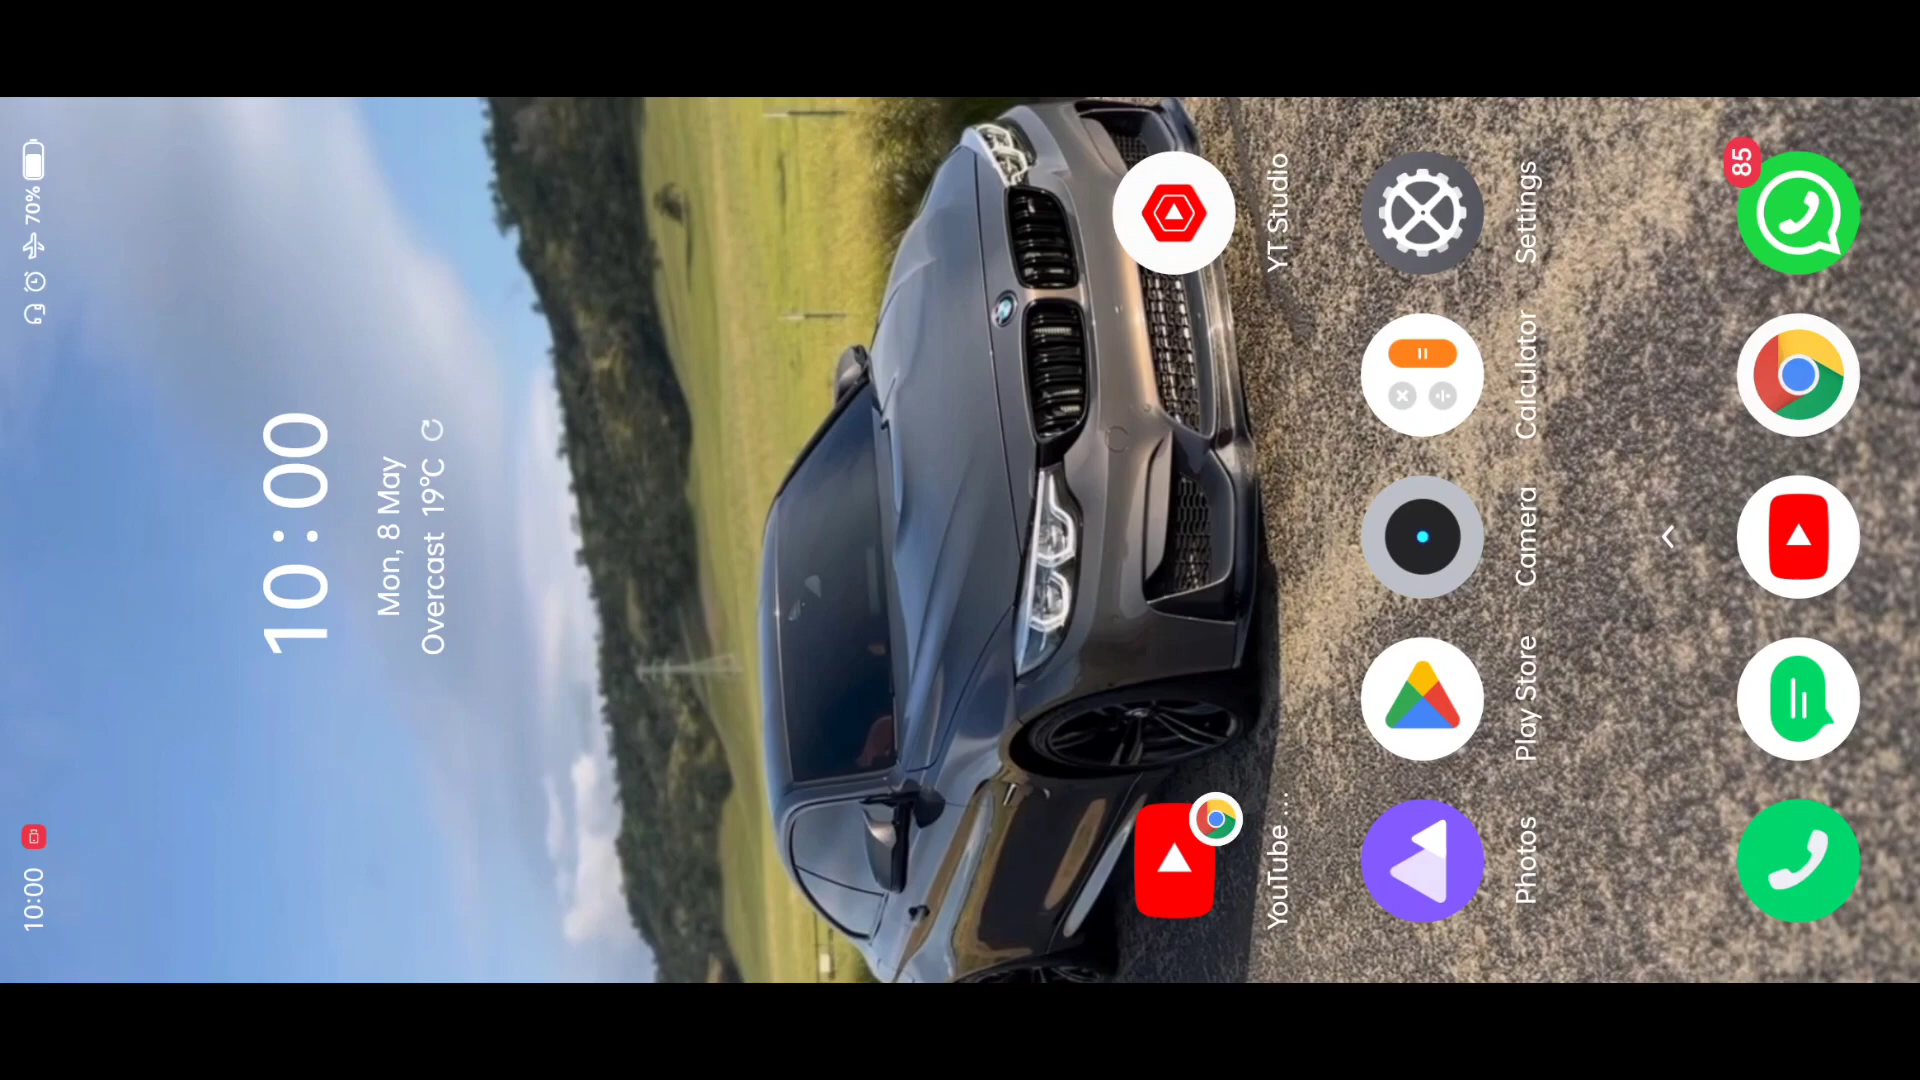 10:00
70%
10:00
Mon, 8 May
Overcast 19°C
YouTube ...
YT Studio
Photos
Play Store
Camera
Calculator
Settings
85